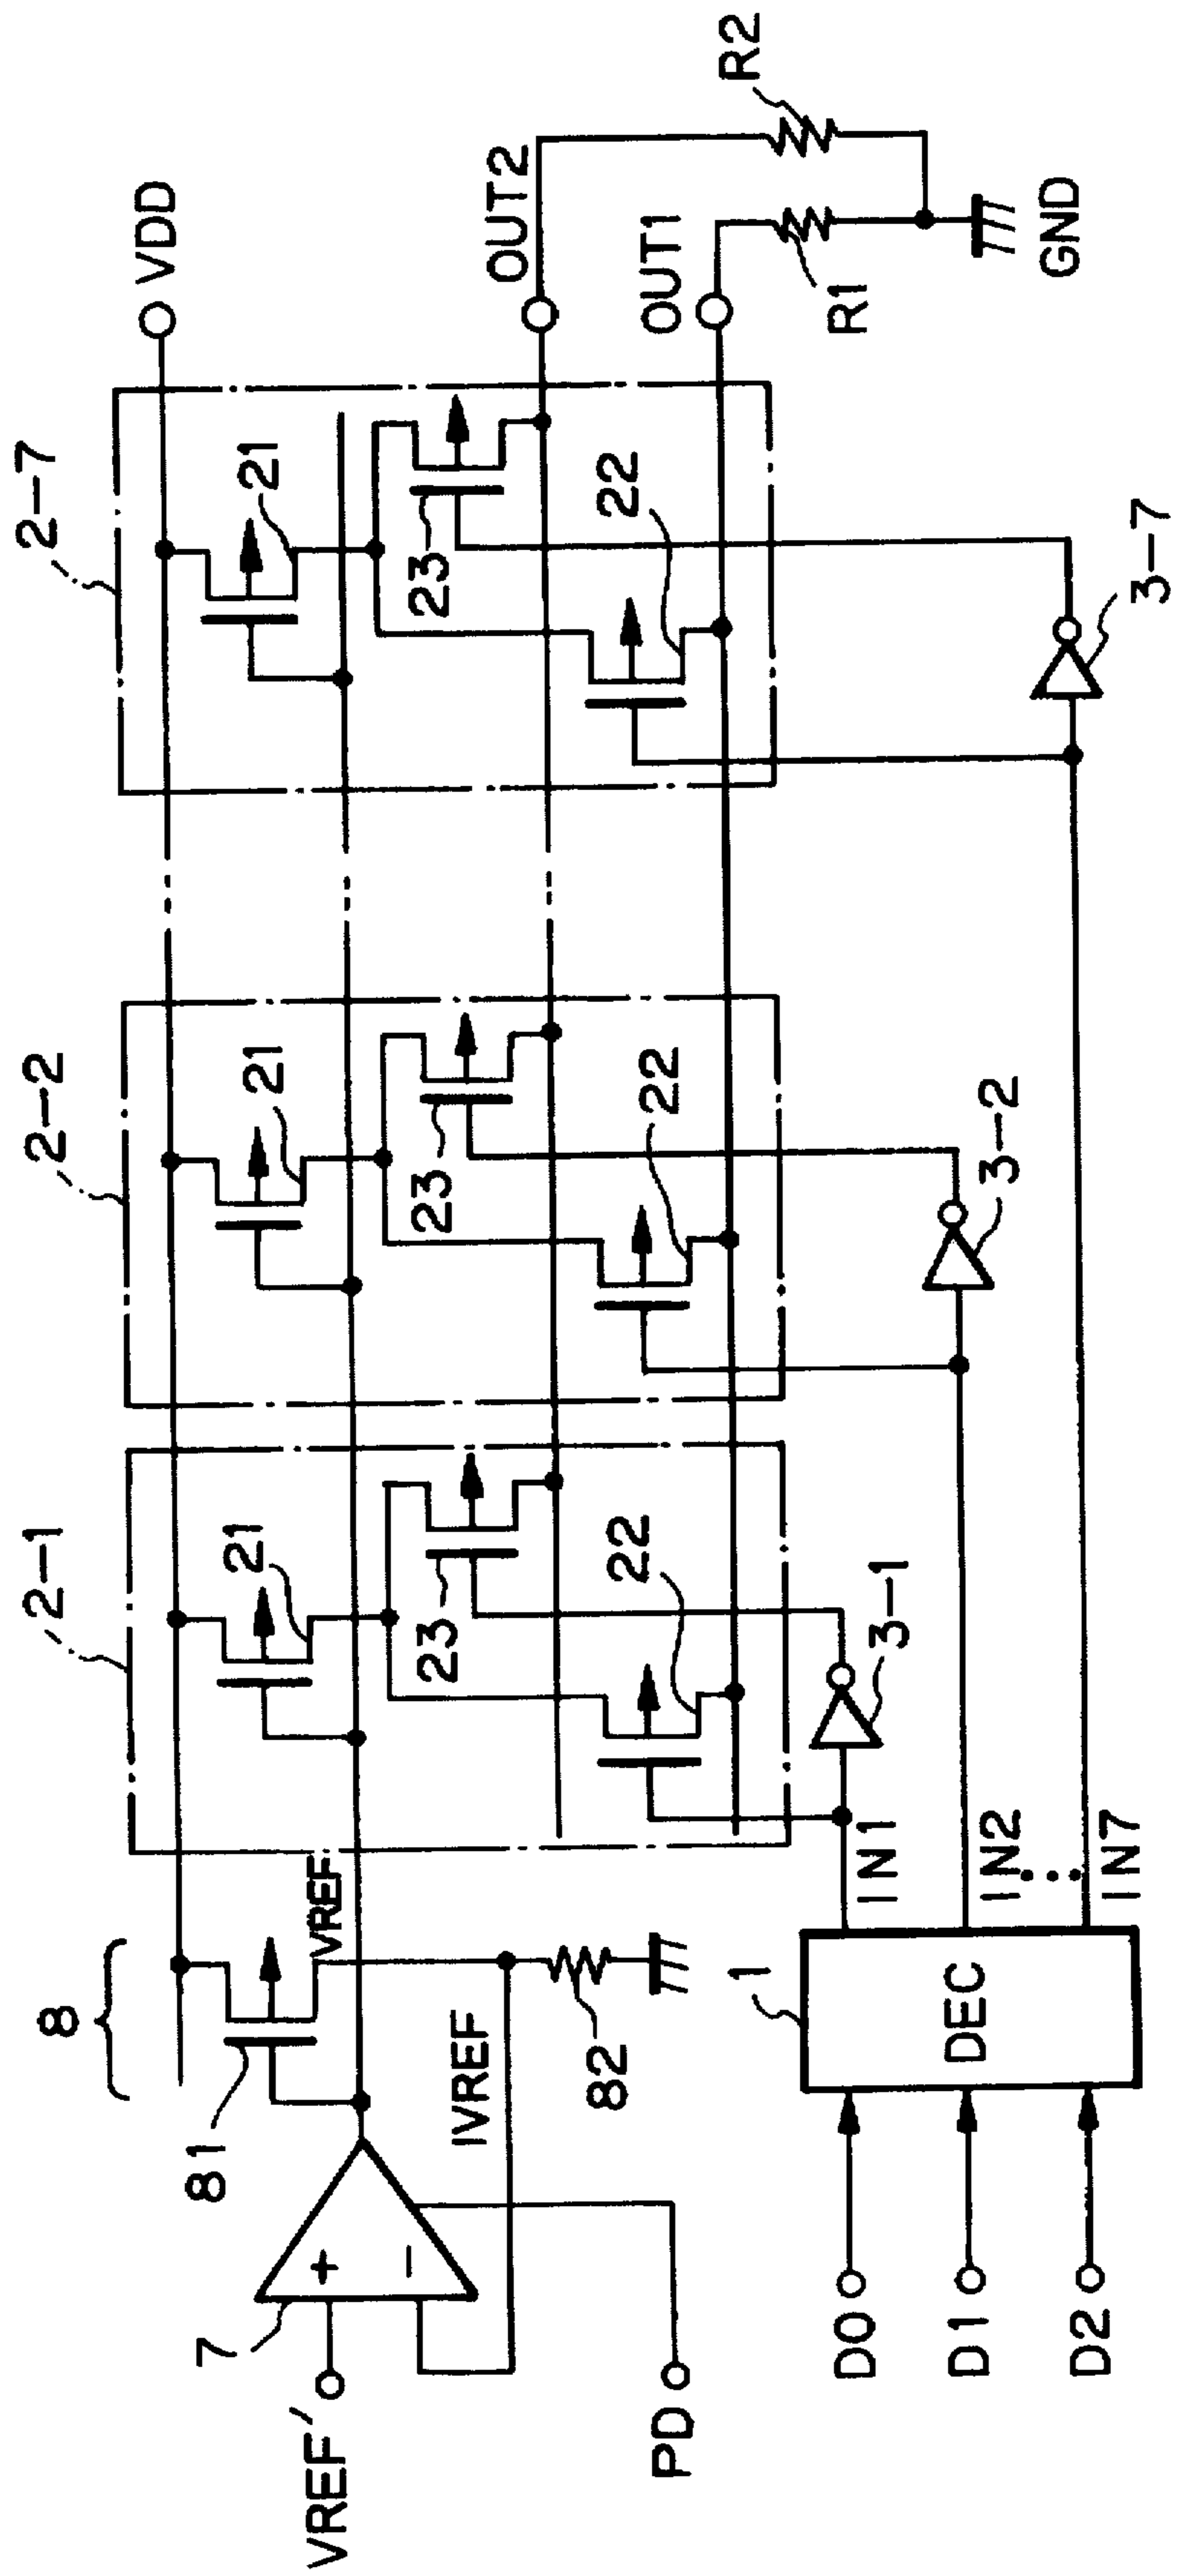 2-1
2-2
2-7
8
VDD
81
21
21
21
VREF
23
23
23
OUT2
7
+
−
VREF'
IVREF
82
22
22
22
OUT1
R1
R2
GND
PD
3-1
3-2
3-7
1
DEC
IN1
IN2
IN7
D0
D1
D2